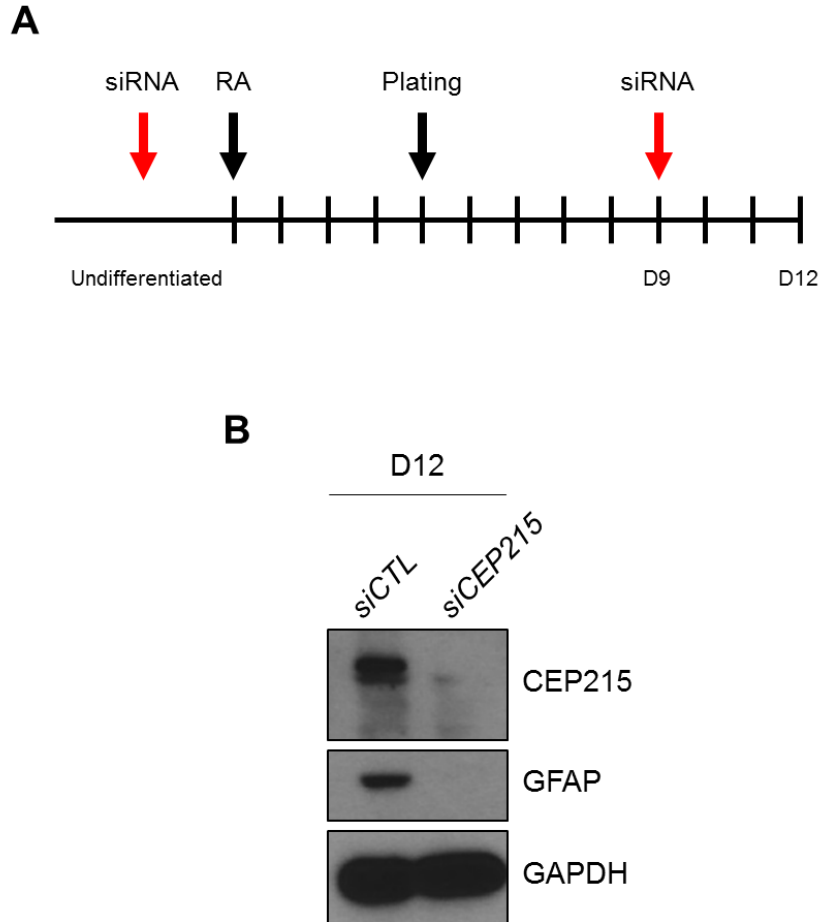 A
siRNA RA Plating siRNA
Undifferentiated D9 D12
B
D12
siCTL siCEP215
CEP215
GFAP
GAPDH